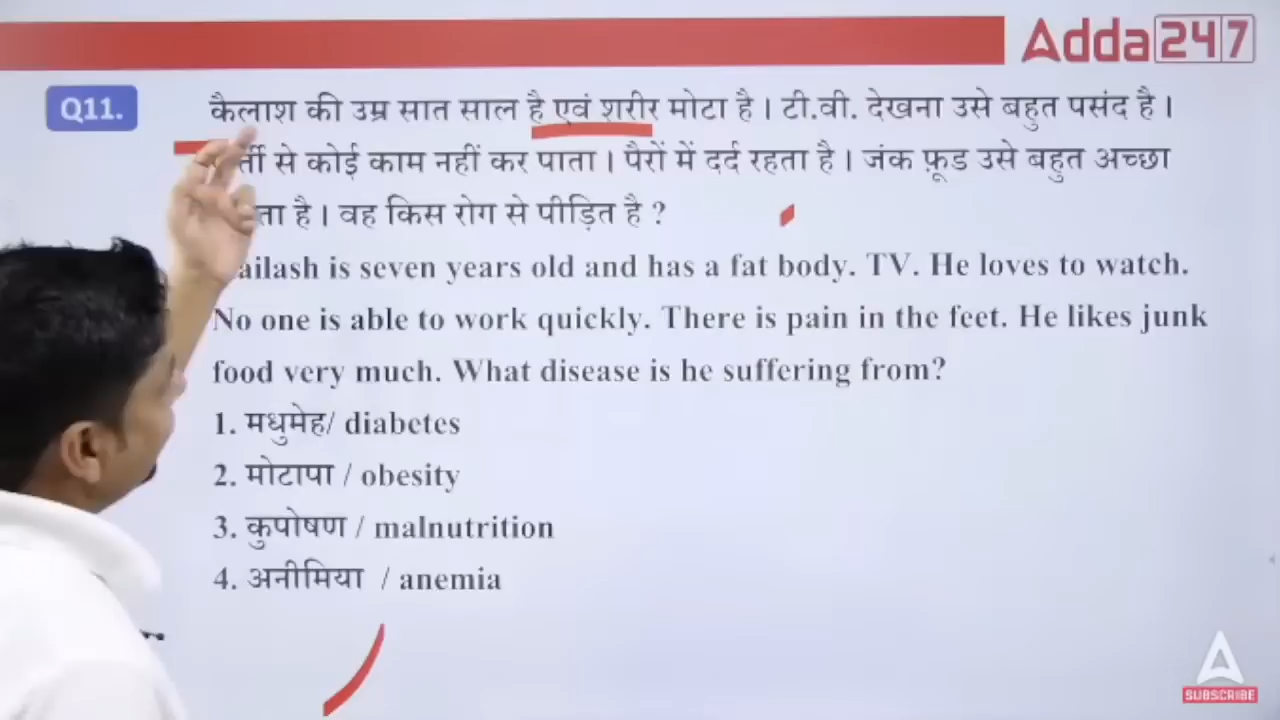 Adda247
Q11.
कैलाश की उम्र सात साल है एवं शरीर मोटा है। टी.वी. देखना उसे बहुत पसंद है।
से कोई काम नहीं कर पाता। पैरों में दर्द रहता है। जंक फ़ूड उसे बहुत अच्छा
है। वह किस रोग से पीड़ित है ?
ailash is seven years old and has a fat body. TV. He loves to watch.
No one is able to work quickly. There is pain in the feet. He likes junk
food very much. What disease is he suffering from?
1. मधुमेह/ diabetes
2. मोटापा / obesity
3. कुपोषण / malnutrition
4. अनीमिया / anemia
SUBSCRIBE